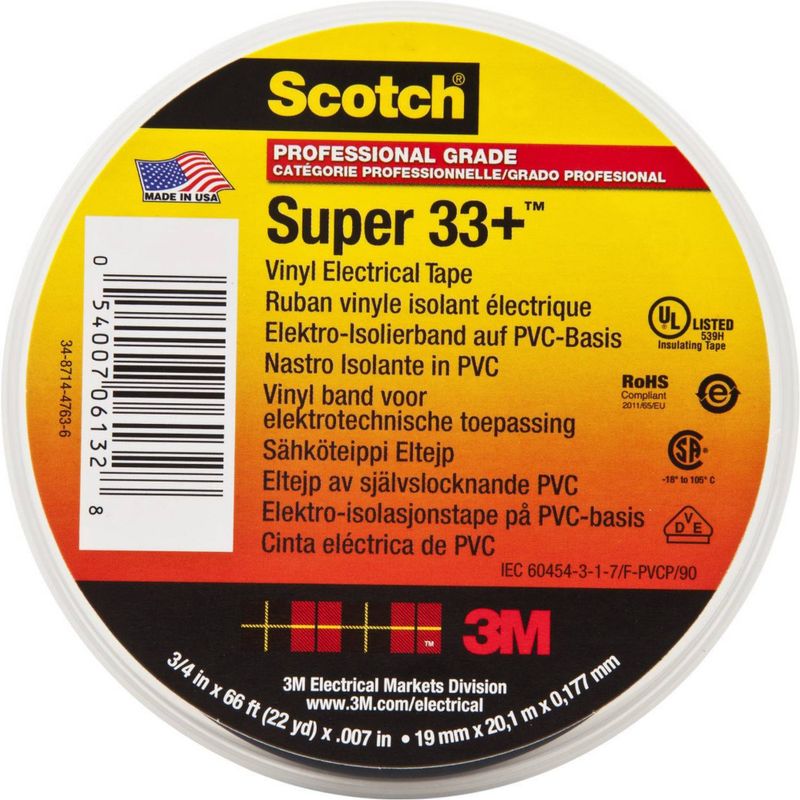 Scotch®
PROFESSIONAL GRADE
CATÉGORIE PROFESSIONNELLE/GRADO PROFESIONAL
MADE IN USA
Super 33+™
Vinyl Electrical Tape
Ruban vinyle isolant électrique
Elektro-Isolierband auf PVC-Basis
Nastro Isolante in PVC
Vinyl band voor
elektrotechnische toepassing
Sähköteippi Eltejp
Eltejp av självslocknande PVC
Elektro-isolasjonstape på PVC-basis
Cinta eléctrica de PVC
0 54007 06132 8
34-8714-4763-6
UL LISTED
539H
Insulating Tape
RoHS
Compliant
2011/65/EU
e
SA
-18° to 105° C
DVE
IEC 60454-3-1-7/F-PVCP/90
™
3M
3M Electrical Markets Division
www.3M.com/electrical
3/4 in x 66 ft (22 yd) x .007 in • 19 mm x 20,1 m x 0,177 mm